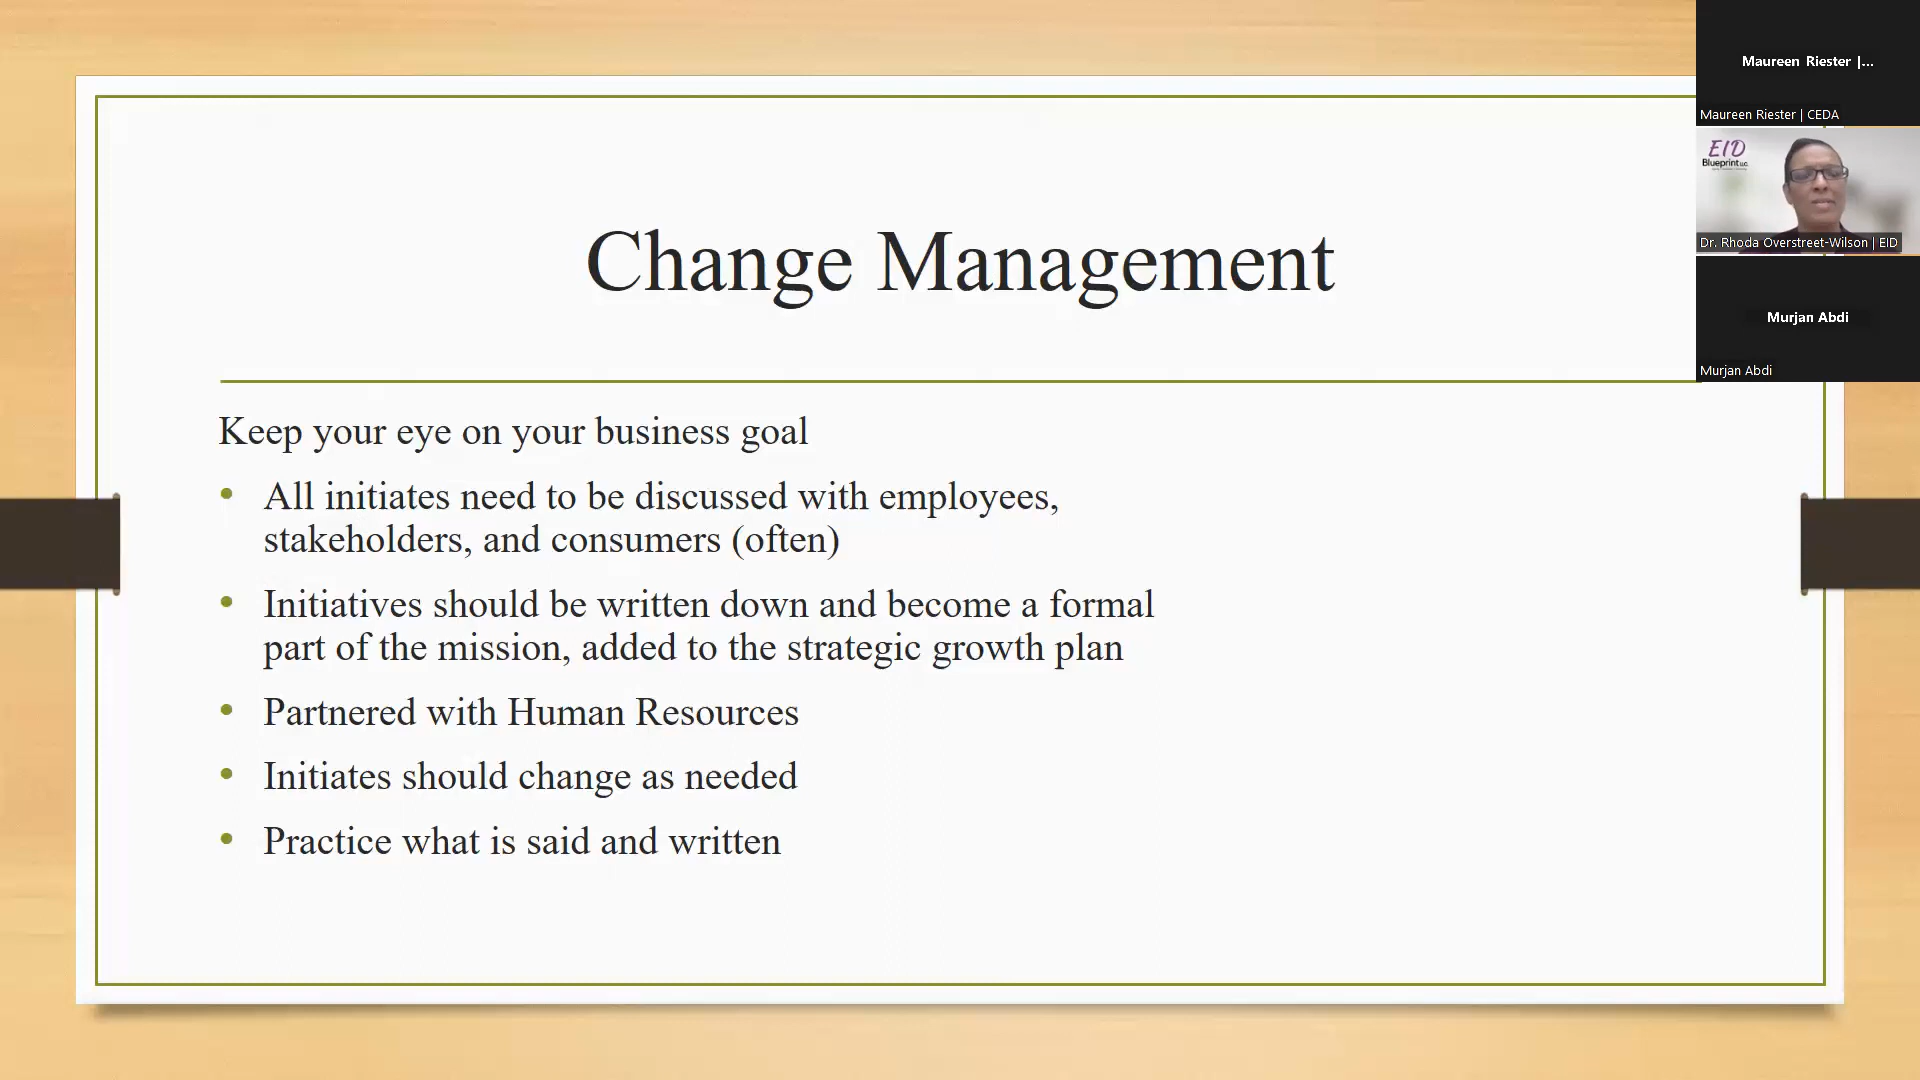 Change Management
Keep your eye on your business goal
• All initiates need to be discussed with employees,
stakeholders, and consumers (often)
• Initiatives should be written down and become a formal
part of the mission, added to the strategic growth plan
• Partnered with Human Resources
• Initiates should change as needed
• Practice what is said and written
Maureen Riester |...
Maureen Riester | CEDA
EID
Blueprint LLC
Dr. Rhoda Overstreet-Wilson | EID
Murjan Abdi
Murjan Abdi